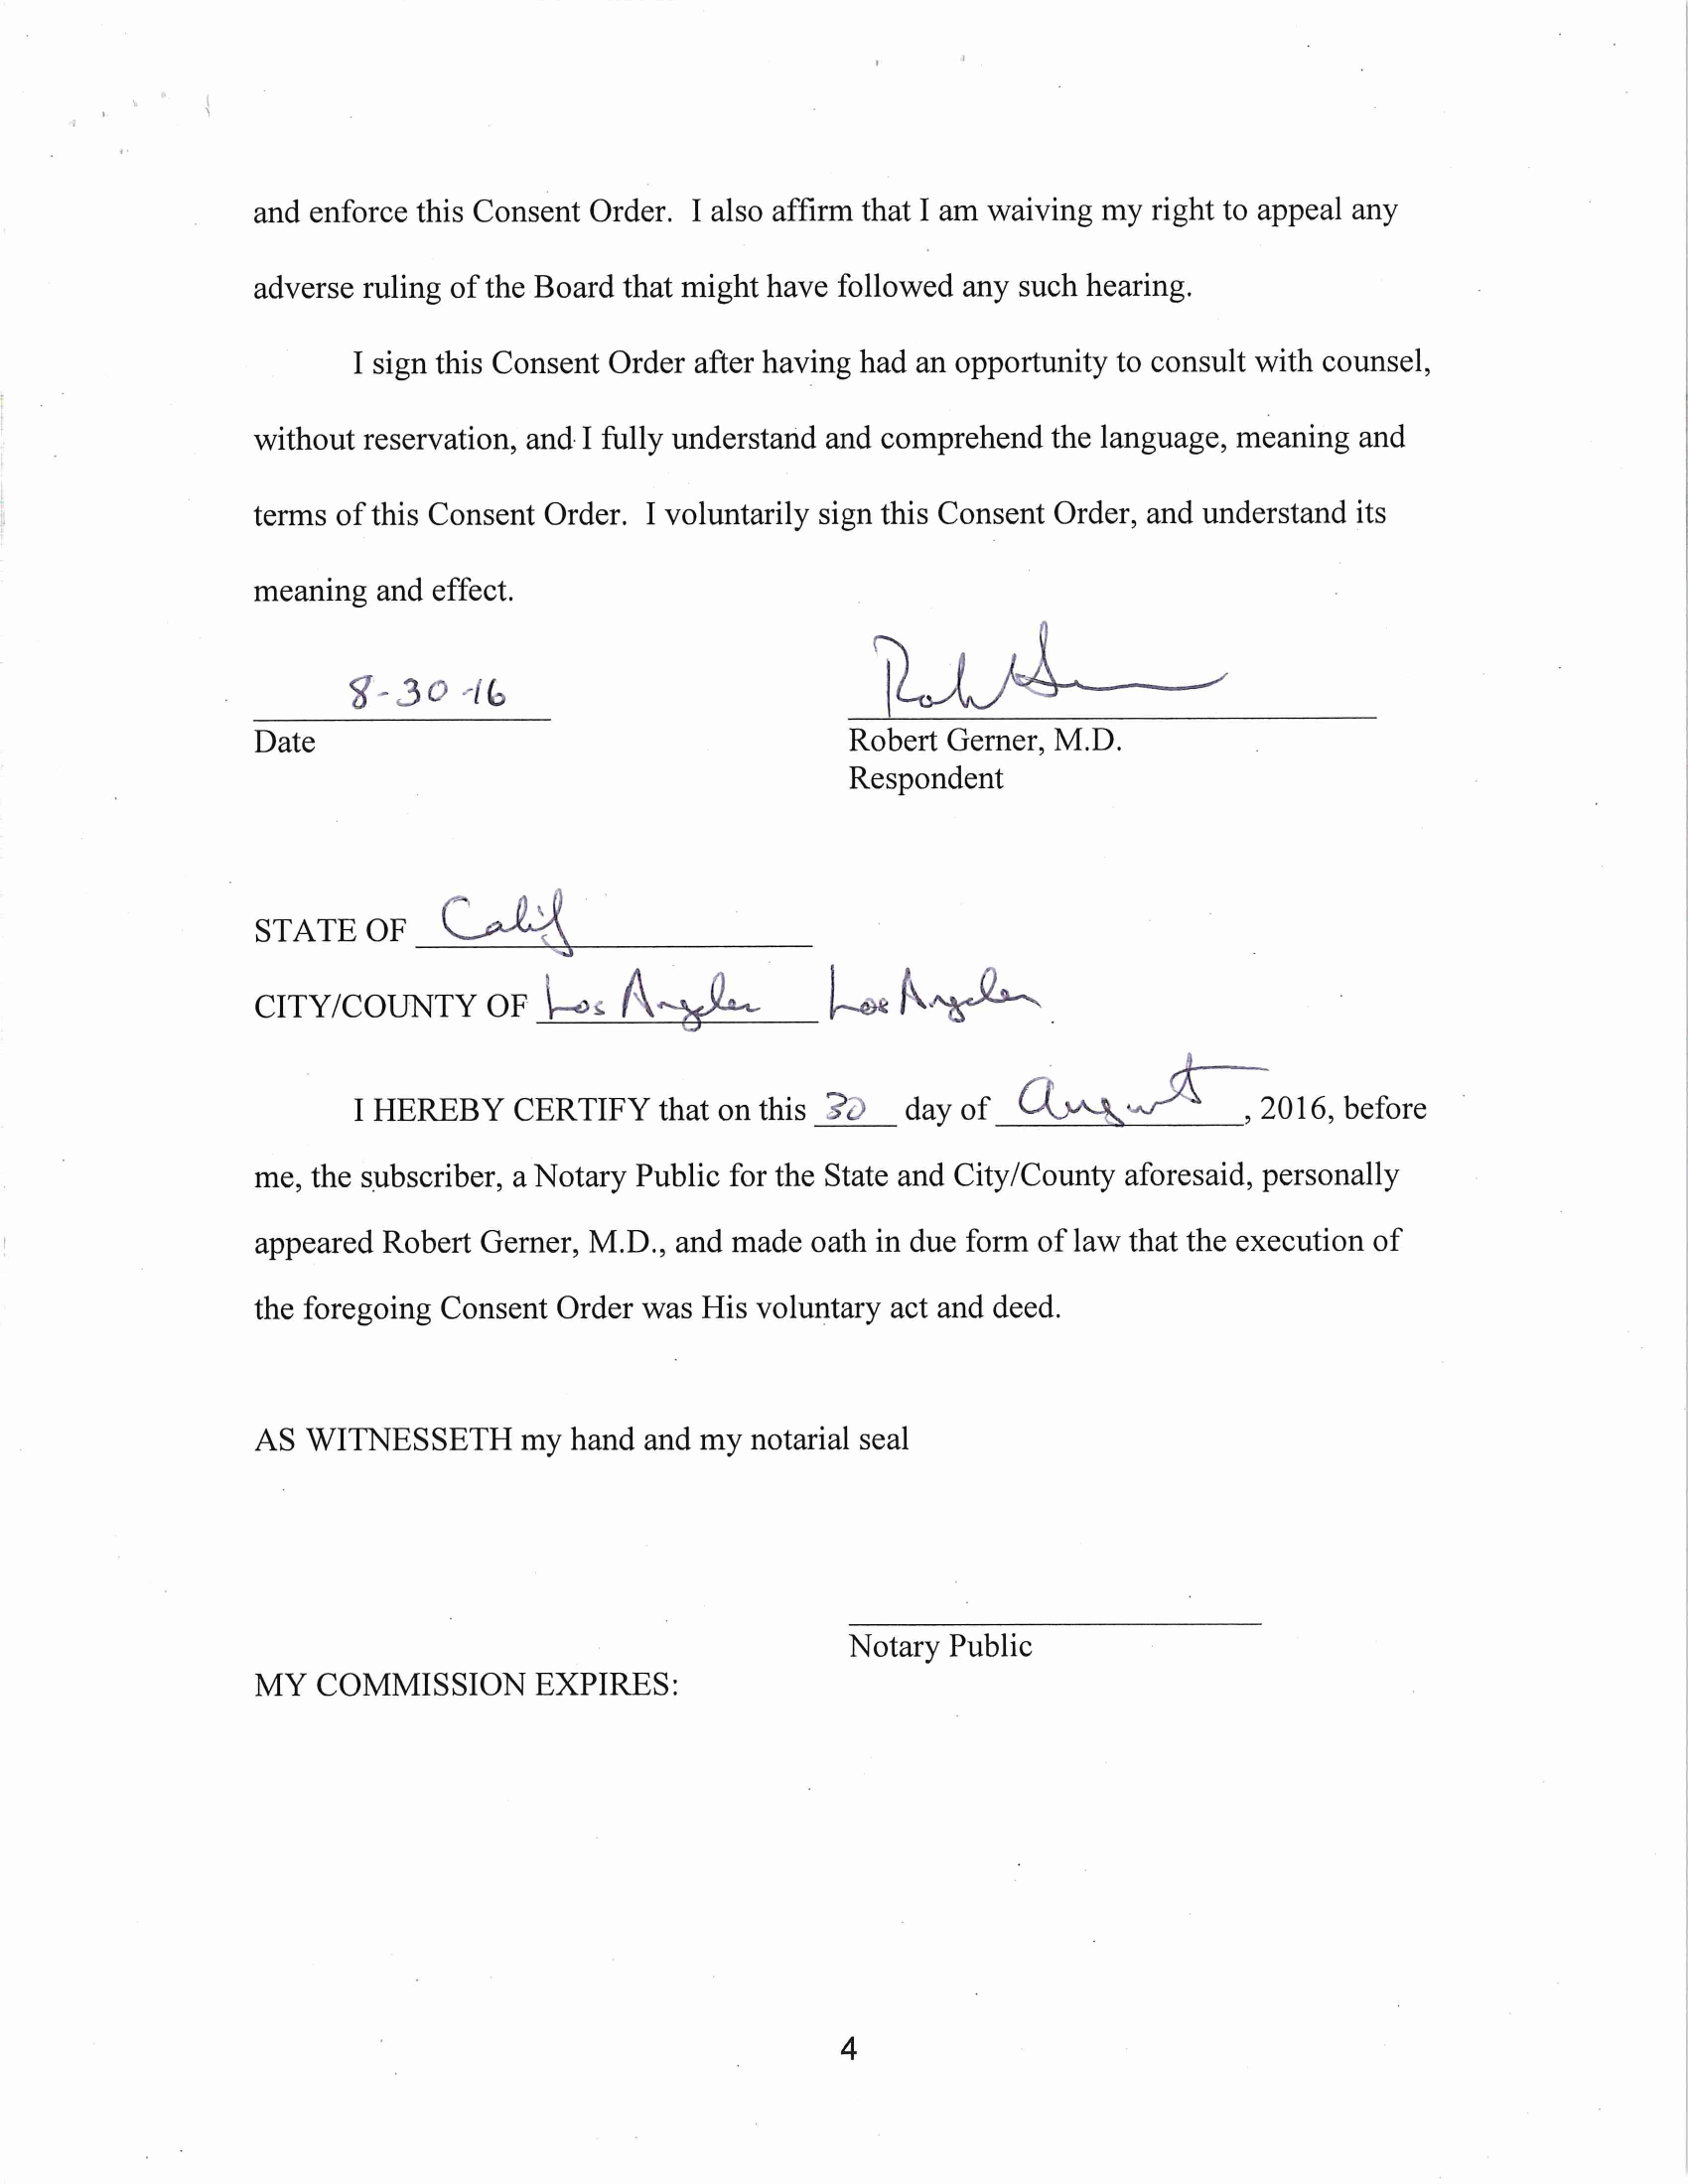 and enforce this Consent Order. I also affirm that I am waiving my right to appeal any
adverse ruling of the Board that might have followed any such hearing.
I sign this Consent Order after having had an opportunity to consult with counsel,
without reservation, and I fully understand and comprehend the language, meaning and
terms of this Consent Order. I voluntarily sign this Consent Order, and understand its
meaning and effect.
8-30-16
Date
Robert Gerner, M.D.
Respondent
STATE OF Calif
CITY/COUNTY OF Los Angeles Los Angeles
I HEREBY CERTIFY that on this 30 day of August, 2016, before
me, the subscriber, a Notary Public for the State and City/County aforesaid, personally
appeared Robert Gerner, M.D., and made oath in due form of law that the execution of
the foregoing Consent Order was His voluntary act and deed.
AS WITNESSETH my hand and my notarial seal
Notary Public
MY COMMISSION EXPIRES:
4